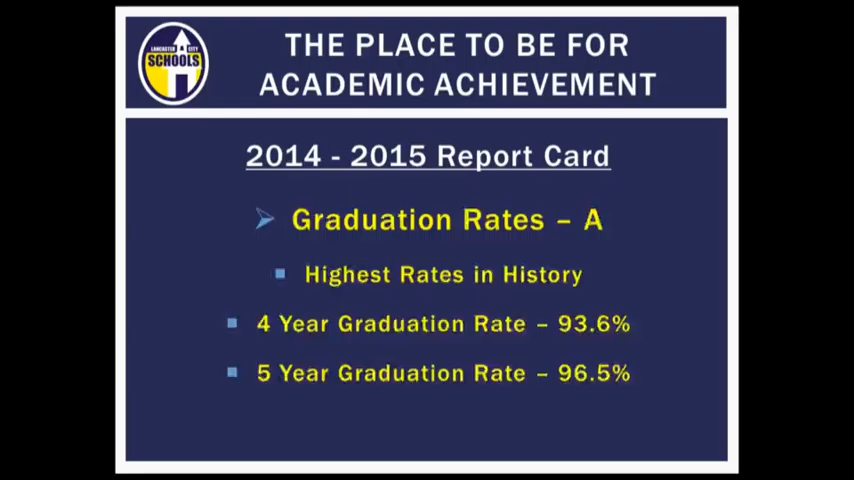 LANCASTER CITY
SCHOOLS
THE PLACE TO BE FOR
ACADEMIC ACHIEVEMENT
2014 - 2015 Report Card
Graduation Rates – A
Highest Rates in History
4 Year Graduation Rate – 93.6%
5 Year Graduation Rate – 96.5%